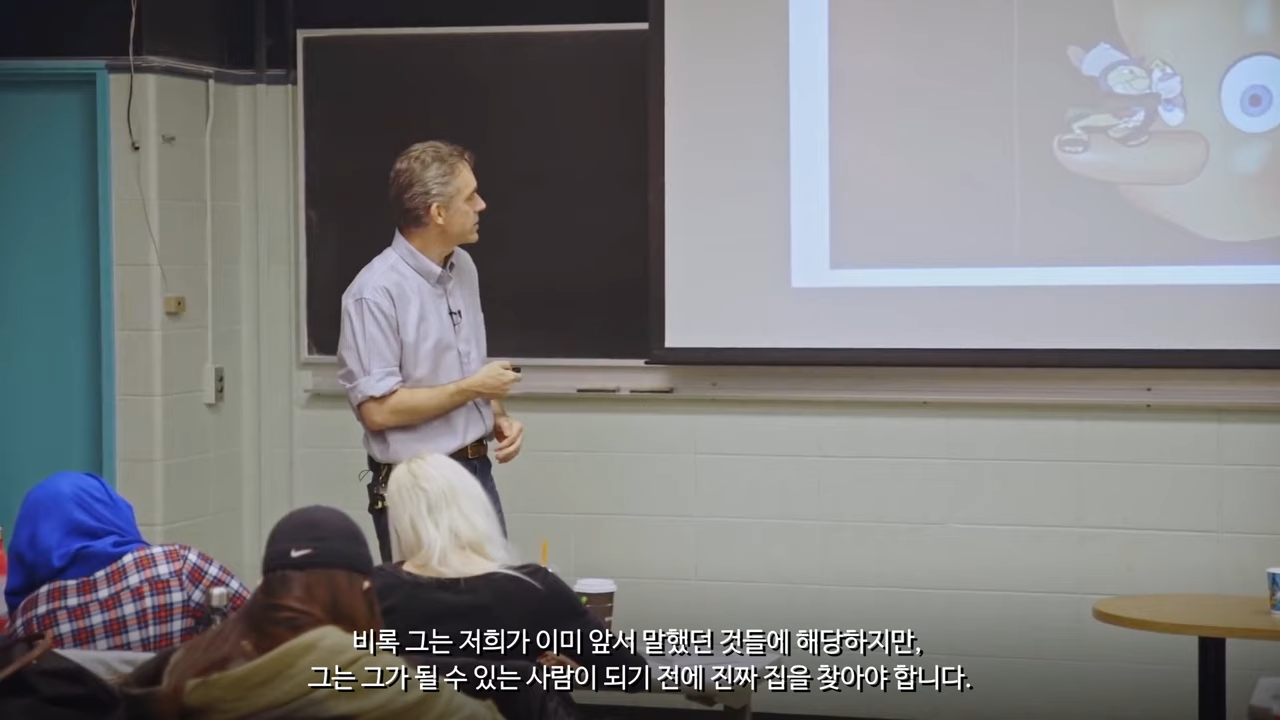 비록 그는 저희가 이미 앞서 말했던 것들에 해당하지만,
그는 그가 될 수 있는 사람이 되기 전에 진짜 집을 찾아야 합니다.